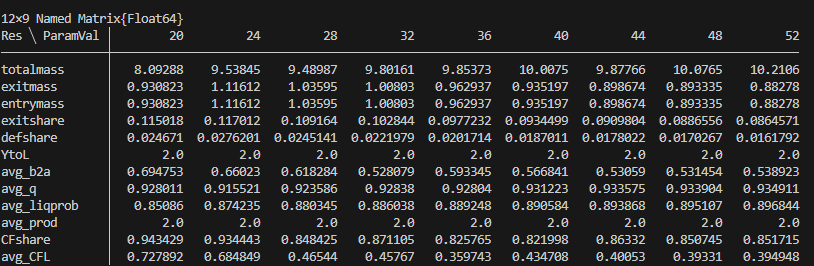 12×9 Named Matrix{Float64}
Res \ ParamVal │ 20 24 28 32 36 40 44 48 52
totalmass │ 8.09288 9.53845 9.48987 9.80161 9.85373 10.0075 9.87766 10.0765 10.2106
exitmass │ 0.930823 1.11612 1.03595 1.00803 0.962937 0.935197 0.898674 0.893335 0.88278
entrymass │ 0.930823 1.11612 1.03595 1.00803 0.962937 0.935197 0.898674 0.893335 0.88278
exitshare │ 0.115018 0.117012 0.109164 0.102844 0.0977232 0.0934499 0.0909804 0.0886556 0.0864571
defshare │ 0.024671 0.0276201 0.0245141 0.0221979 0.0201714 0.0187011 0.0178022 0.0170267 0.0161792
YtoL │ 2.0 2.0 2.0 2.0 2.0 2.0 2.0 2.0 2.0
avg_b2a │ 0.694753 0.66023 0.618284 0.528079 0.593345 0.566841 0.53059 0.531454 0.538923
avg_q │ 0.928011 0.915521 0.923586 0.92838 0.92804 0.931223 0.933575 0.933904 0.934911
avg_liqprob │ 0.85086 0.874235 0.880345 0.886038 0.889248 0.890584 0.893868 0.895107 0.896844
avg_prod │ 2.0 2.0 2.0 2.0 2.0 2.0 2.0 2.0 2.0
CFshare │ 0.943429 0.934443 0.848425 0.871105 0.825765 0.821998 0.86332 0.850745 0.851715
avg_CFL │ 0.727892 0.684849 0.46544 0.45767 0.359743 0.434708 0.40053 0.39331 0.394948